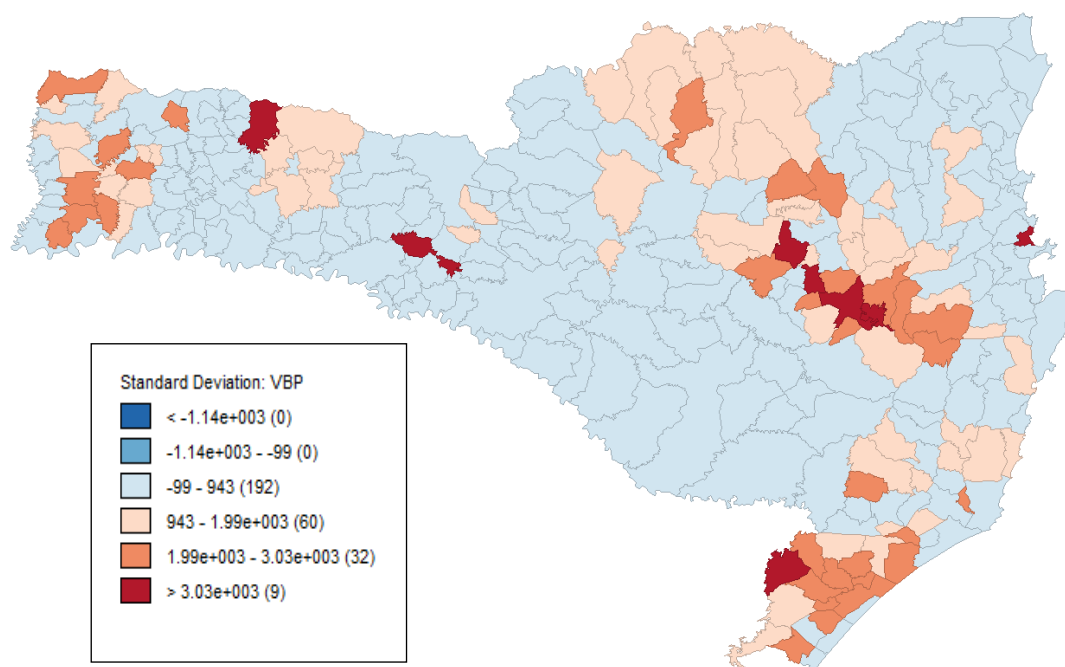 Standard Deviation: VBP
< -1.14e+003 (0)
-1.14e+003 - -99 (0)
-99 - 943 (192)
943 - 1.99e+003 (60)
1.99e+003 - 3.03e+003 (32)
> 3.03e+003 (9)